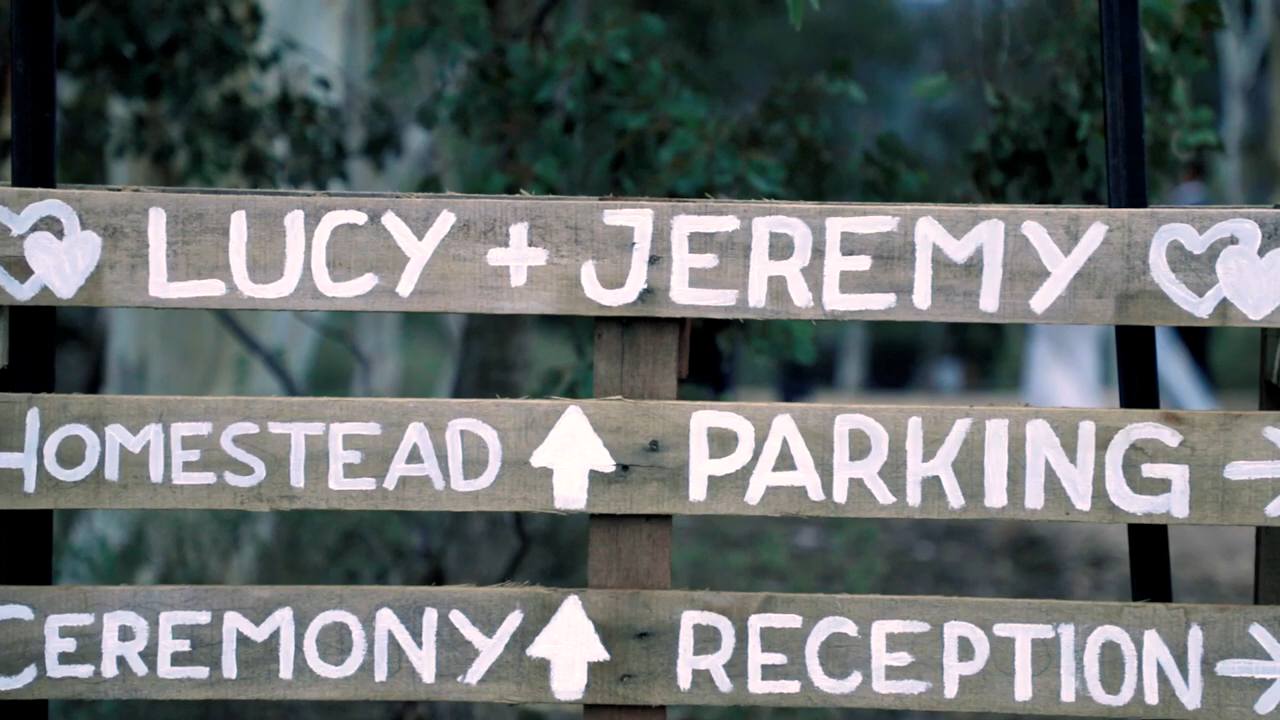 LUCY + JEREMY
HOMESTEAD ↑ PARKING →
CEREMONY ↑ RECEPTION →